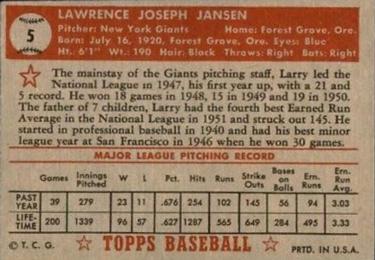 5
LAWRENCE JOSEPH JANSEN
Pitcher: New York Giants Home: Forest Grove, Ore.
Born: July 16, 1920, Forest Grove, Ore. Eyes: Blue
Ht. 6'1" Wt.: 190 Hair: Black Throws: Right Bats: Right
The mainstay of the Giants pitching staff, Larry led the
National League in 1947, his first year up, with a 21 and
5 record. He won 18 games in 1948, 15 in 1949 and 19 in 1950.
The father of 7 children, Larry had the fourth best Earned Run
Average in the National League in 1951 and struck out 145. He
started in professional baseball in 1940 and had his best minor
league year at San Francisco in 1946 when he won 30 games.
MAJOR LEAGUE PITCHING RECORD
Games Innings Pitched W L Pct. Hits Runs Strike Outs Bases on Balls Ern. Runs Ern. Run Avg.
PAST YEAR 39 279 23 11 .676 254 102 145 56 94 3.03
LIFE-TIME 200 1339 96 57 .627 1287 565 649 284 495 3.33
© T. C. G. TOPPS BASEBALL PRTD. IN U.S.A.